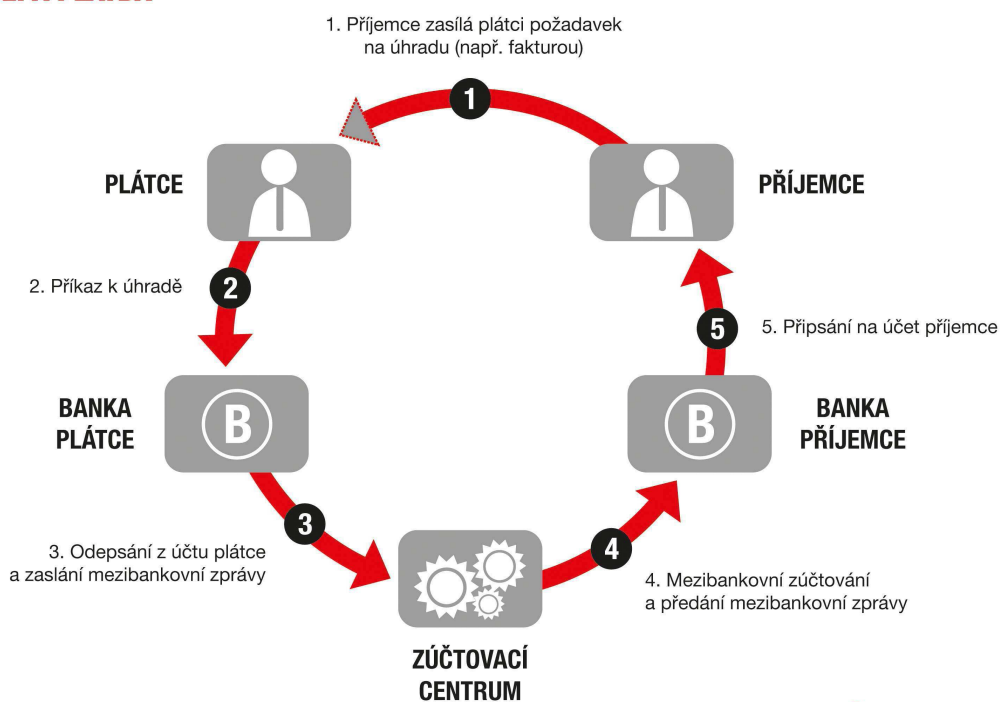 1. Příjemce zasílá plátci požadavek
na úhradu (např. fakturou)
1
PLÁTCE
PŘÍJEMCE
2. Příkaz k úhradě
2
5
5. Připsání na účet příjemce
BANKA
PLÁTCE
B
B
BANKA
PŘÍJEMCE
3
4
3. Odepsání z účtu plátce
a zaslání mezibankovní zprávy
4. Mezibankovní zúčtování
a předání mezibankovní zprávy
ZÚČTOVACÍ
CENTRUM